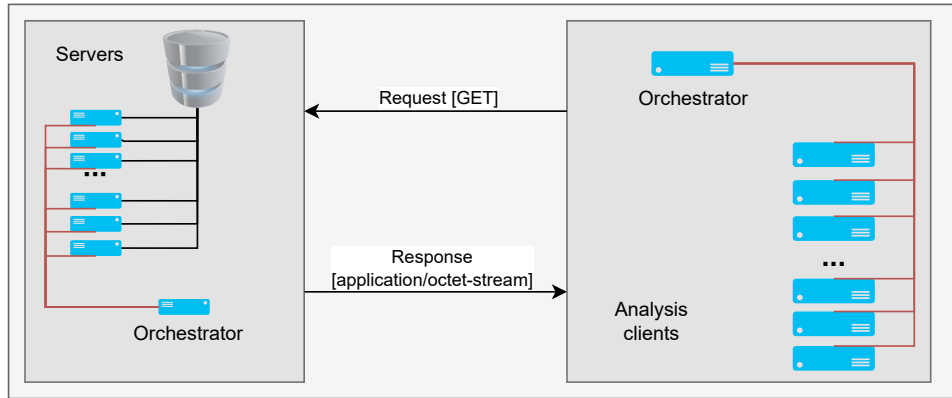 Servers
...
Orchestrator
Request [GET]
Response
[application/octet-stream]
Orchestrator
...
Analysis
clients